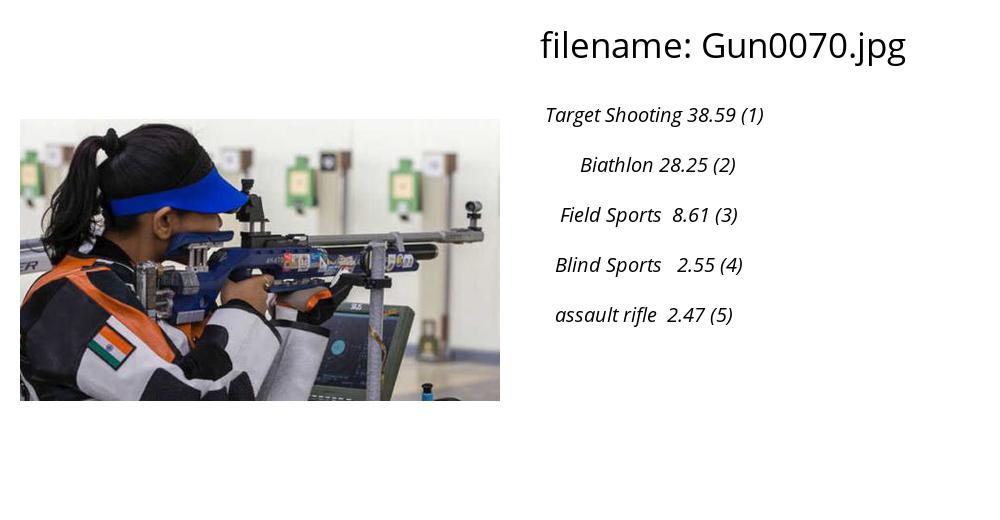 filename: Gun0070.jpg
Target Shooting 38.59 (1)
Biathlon 28.25 (2)
Field Sports 8.61 (3)
Blind Sports 2.55 (4)
assault rifle 2.47 (5)